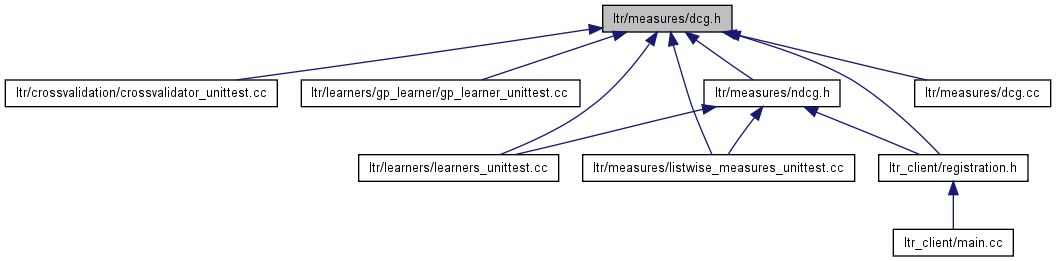 ltr/measures/dcg.h
ltr/crossvalidation/crossvalidator_unittest.cc
ltr/learners/gp_learner/gp_learner_unittest.cc
ltr/measures/ndcg.h
ltr/measures/dcg.cc
ltr/learners/learners_unittest.cc
ltr/measures/listwise_measures_unittest.cc
ltr_client/registration.h
ltr_client/main.cc